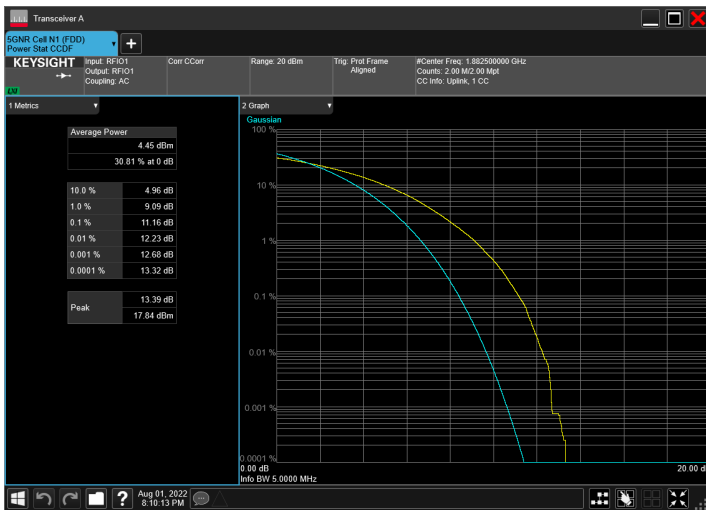 Transceiver A
5GNR Cell N1 (FDD)
Power Stat CCDF
KEYSIGHT
LXI
Input: RFIO1
Output: RFIO1
Coupling: AC
Corr CCorr
Range: 20 dBm
Trig: Prot Frame
Aligned
#Center Freq: 1.882500000 GHz
Counts: 2.00 M/2.00 Mpt
CC Info: Uplink, 1 CC
1 Metrics
Average Power
4.45 dBm
30.81 % at 0 dB
10.0 % 4.96 dB
1.0 % 9.09 dB
0.1 % 11.16 dB
0.01 % 12.23 dB
0.001 % 12.68 dB
0.0001 % 13.32 dB
Peak
13.39 dB
17.84 dBm
2 Graph
Gaussian
100 %
10 %
1 %
0.1 %
0.01 %
0.001 %
0.0001 %
0.00 dB
20.00 d
Info BW 5.0000 MHz
?
Aug 01, 2022
8:10:13 PM